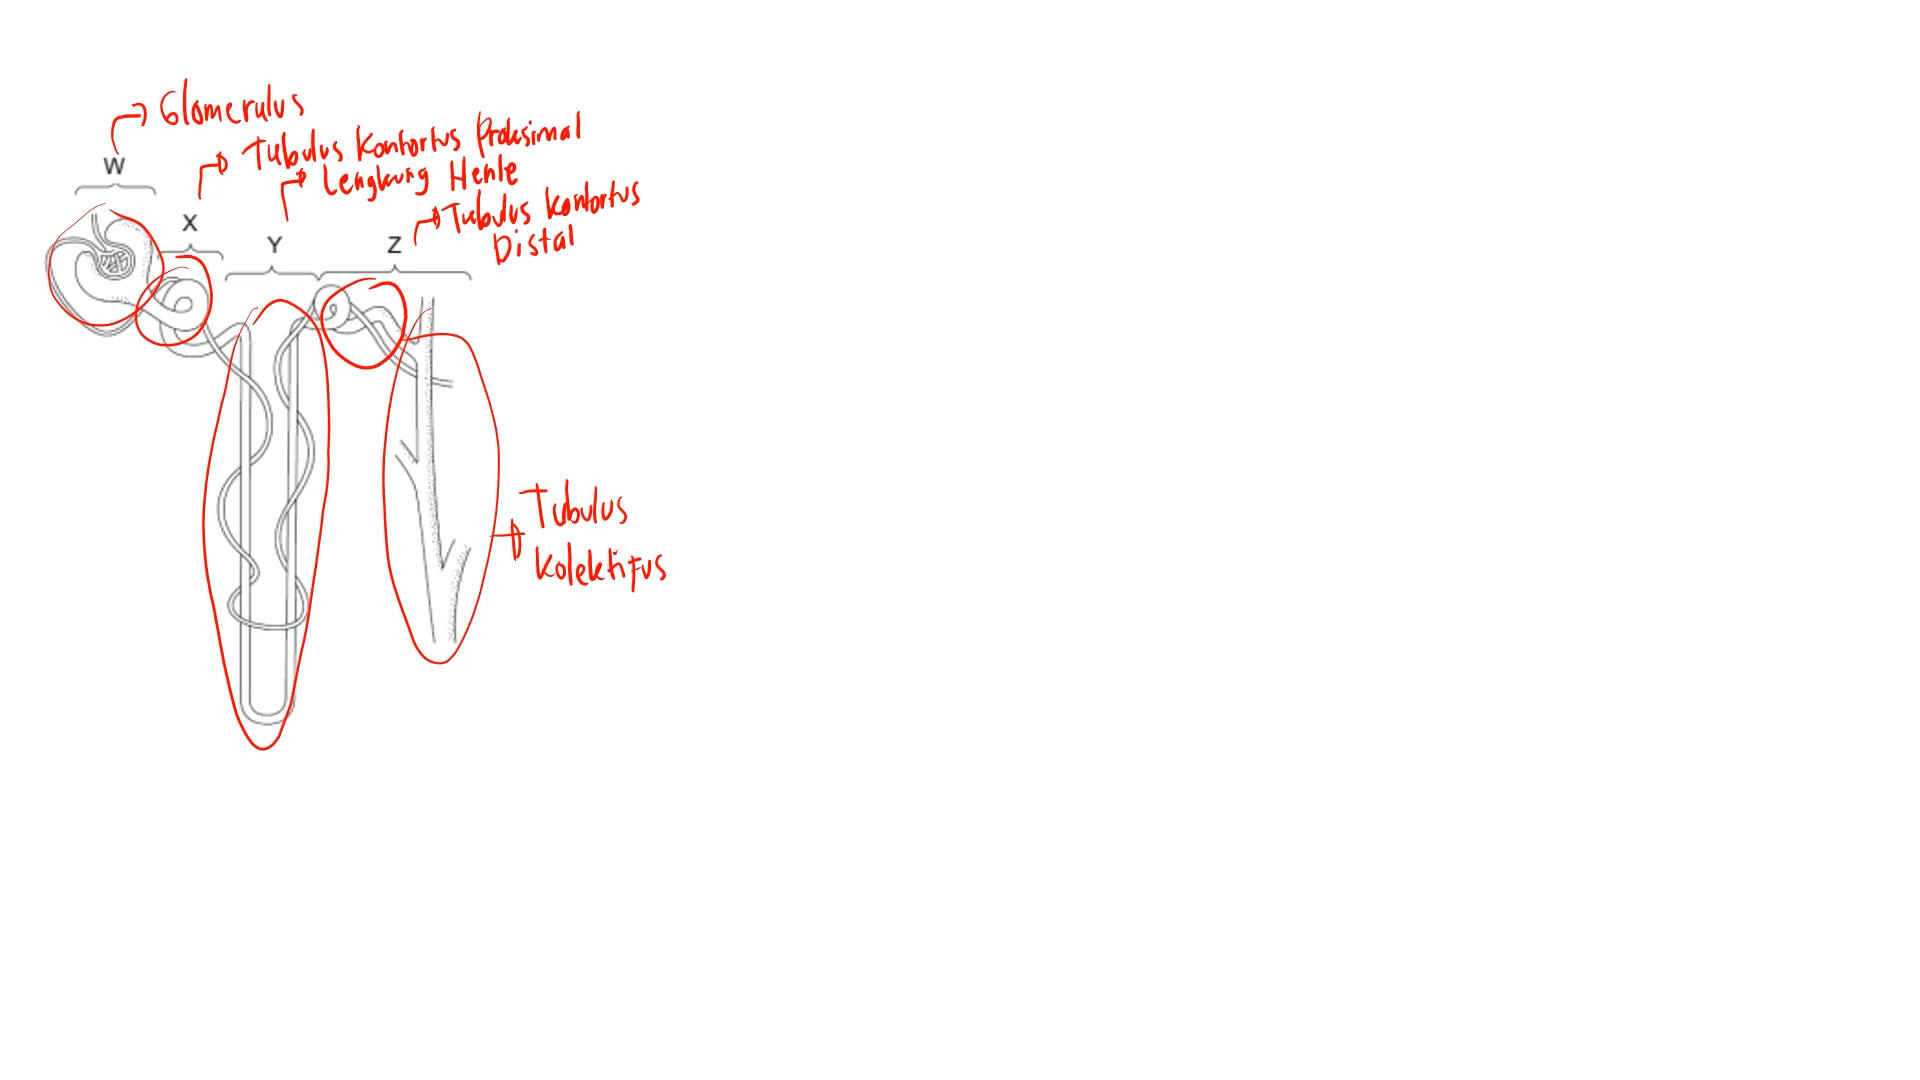 Glomerulus
W
Tubulus Kontortus Proksimal
X
Lengkung Henle
Y
Tubulus Kontortus
Distal
Z
Tubulus
Kolektifus